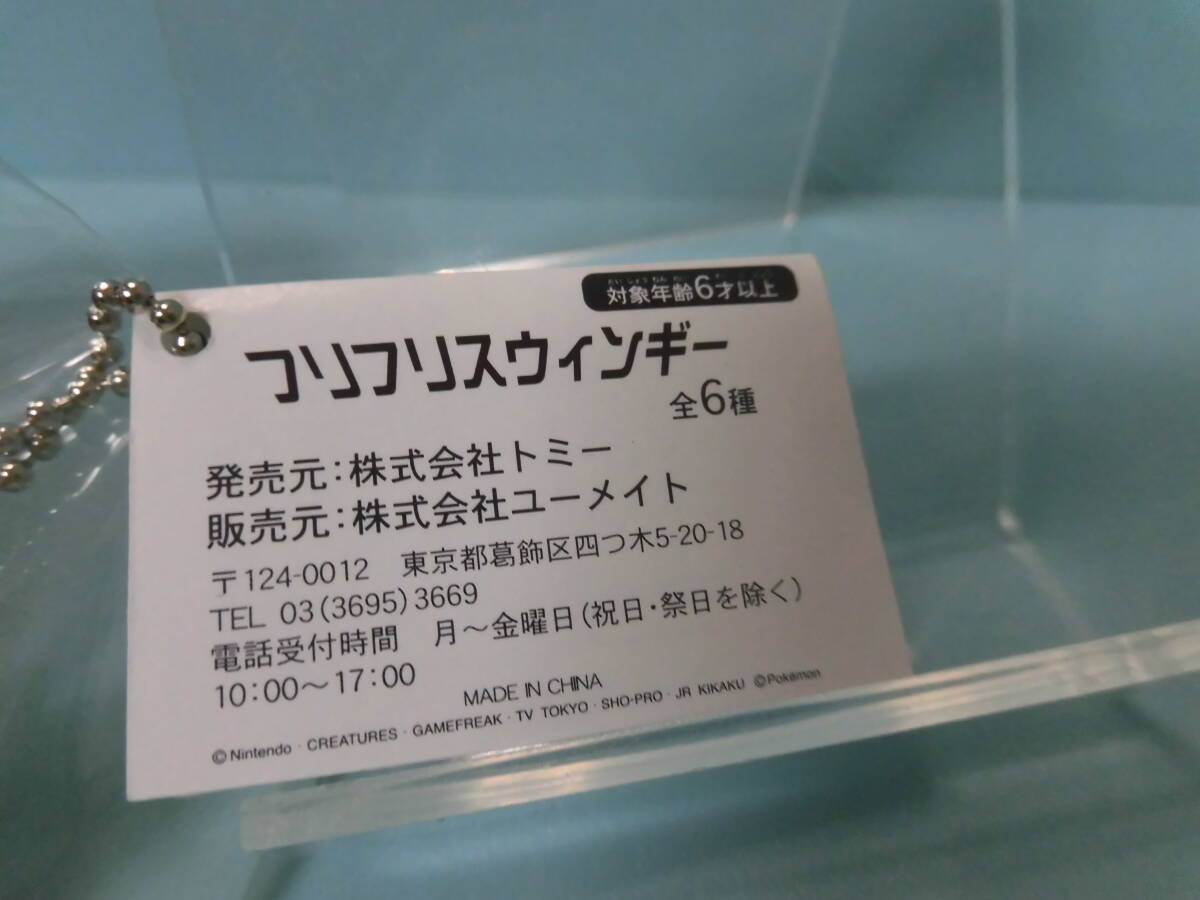 対象年齢6才以上
フリフリスウィンギー
全6種
発売元:株式会社トミー
販売元:株式会社ユーメイト
〒124-0012 東京都葛飾区四つ木5-20-18
TEL 03(3695)3669
電話受付時間 月〜金曜日(祝日・祭日を除く)
10:00〜17:00
MADE IN CHINA
©Nintendo・CREATURES・GAMEFREAK・TV TOKYO・SHO-PRO・JR KIKAKU ©Pokémon